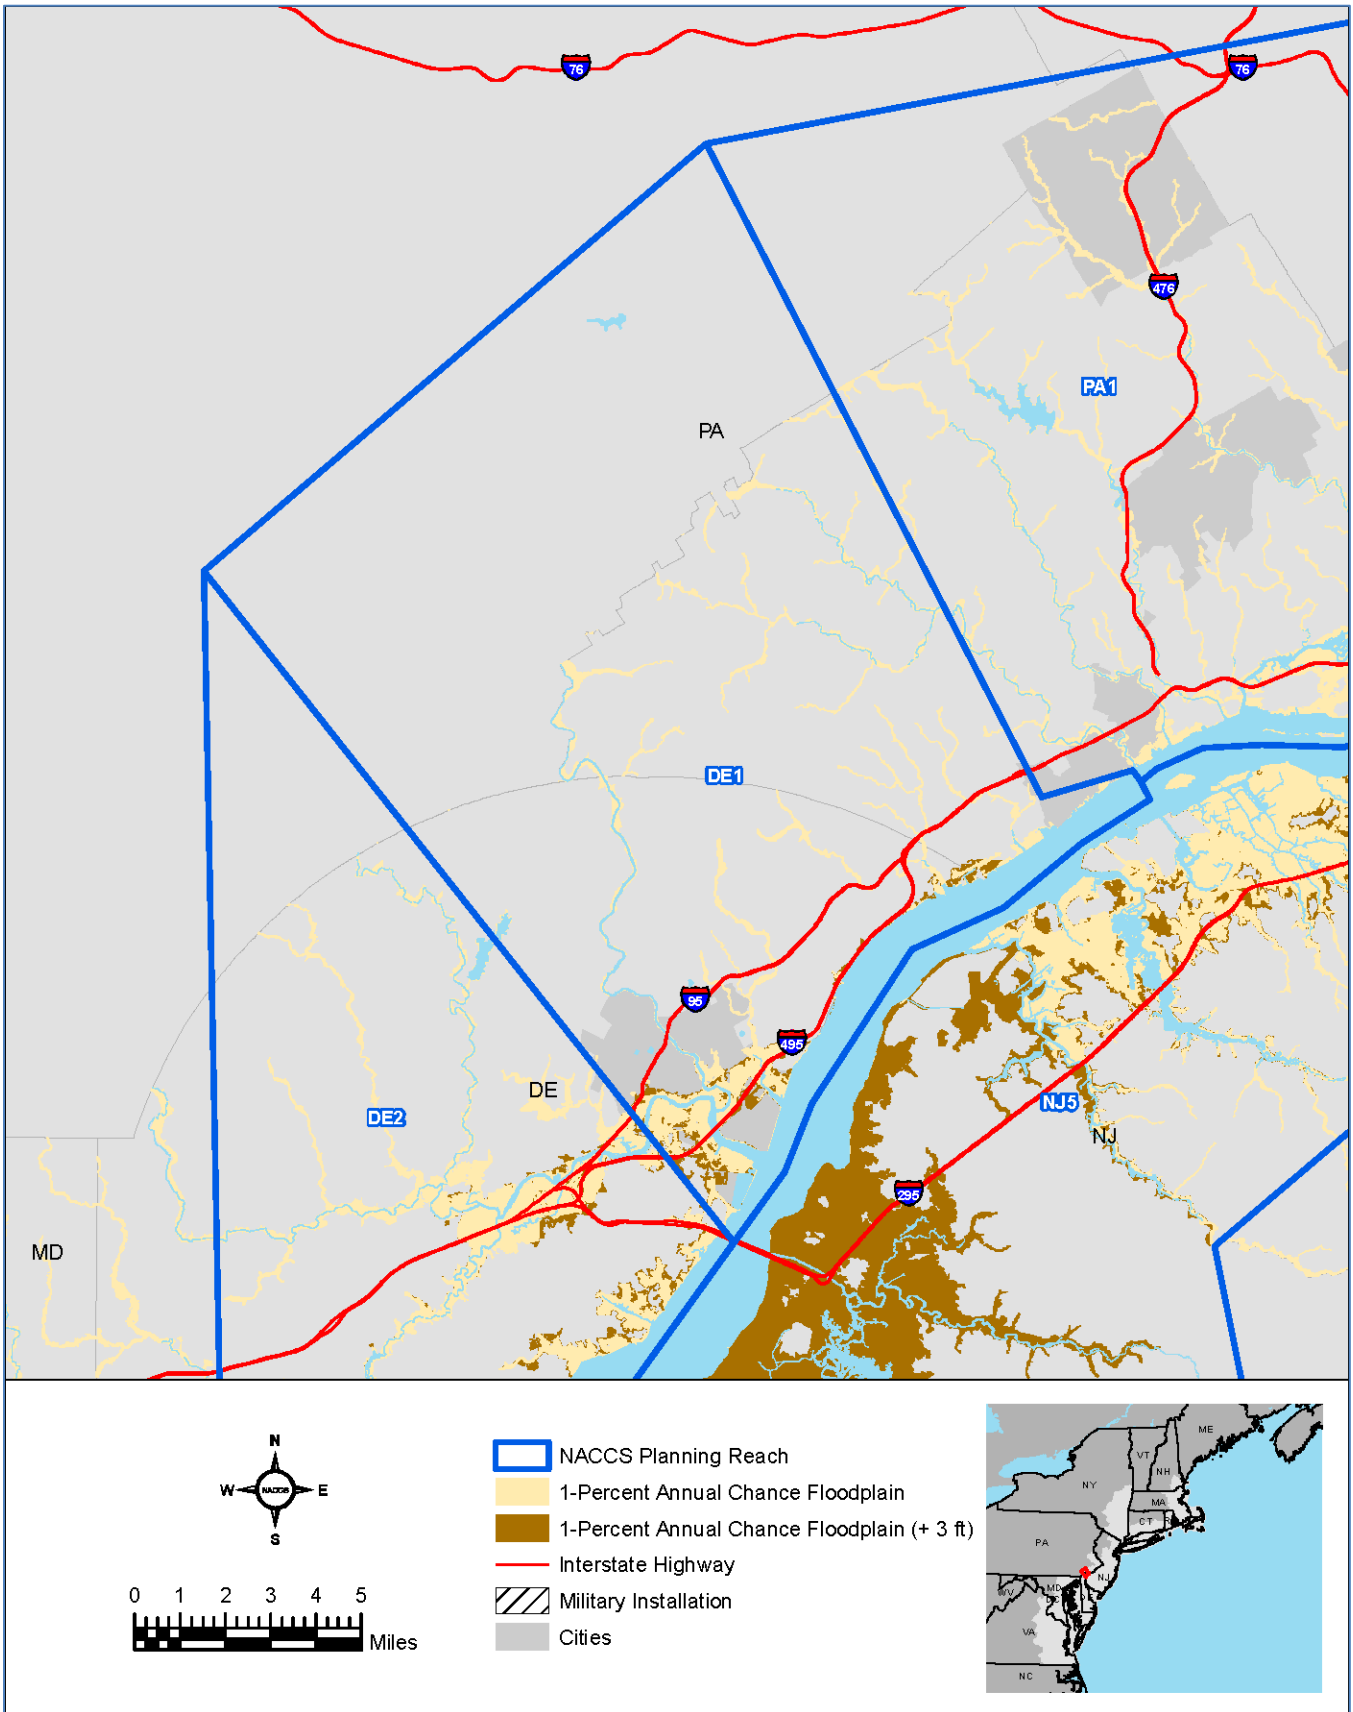 76
76
476
PA1
PA
DE1
95
495
DE
DE2
NJ5
NJ
295
MD
N
W NACCS E
S
0 1 2 3 4 5
Miles
NACCS Planning Reach
1-Percent Annual Chance Floodplain
1-Percent Annual Chance Floodplain (+ 3 ft)
Interstate Highway
Military Installation
Cities
ME
VT
NH
NY
MA
CT
PA
NJ
MD
WV
VA
NC